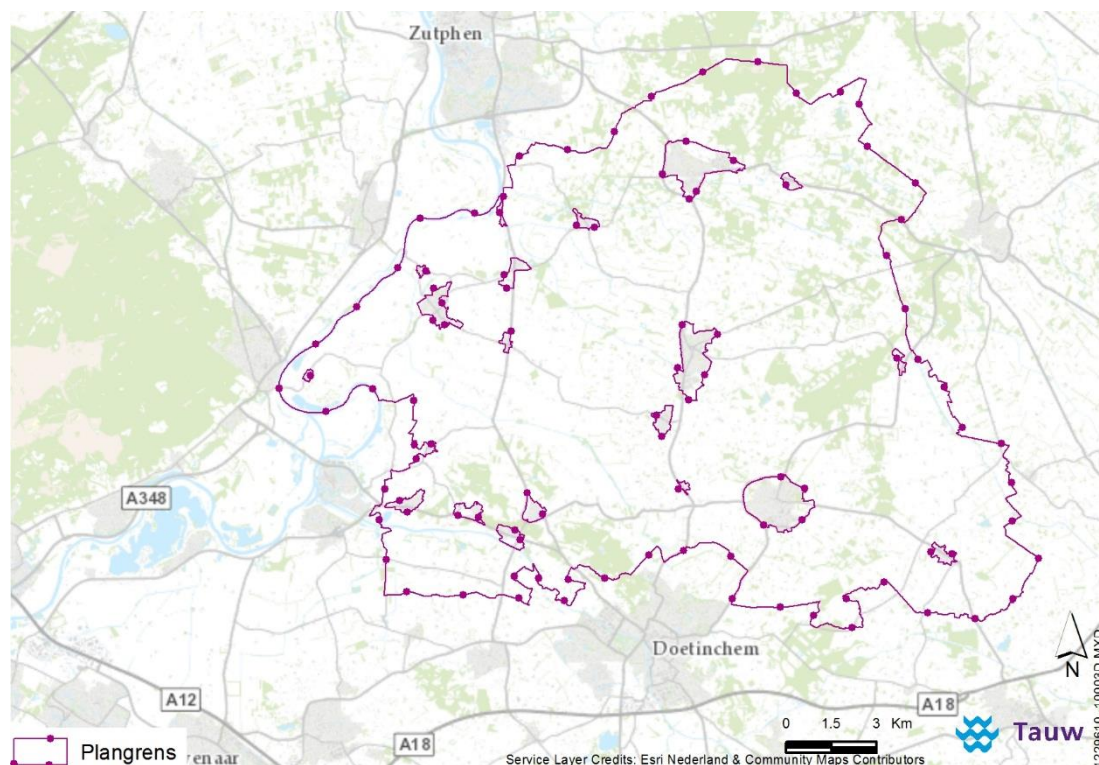 Zutphen
A348
Doetinchem
A12
A18
A18
N
0 1.5 3 Km
Tauw
Plangrens
enaar
Service Layer Credits: Esri Nederland & Community Maps Contributors